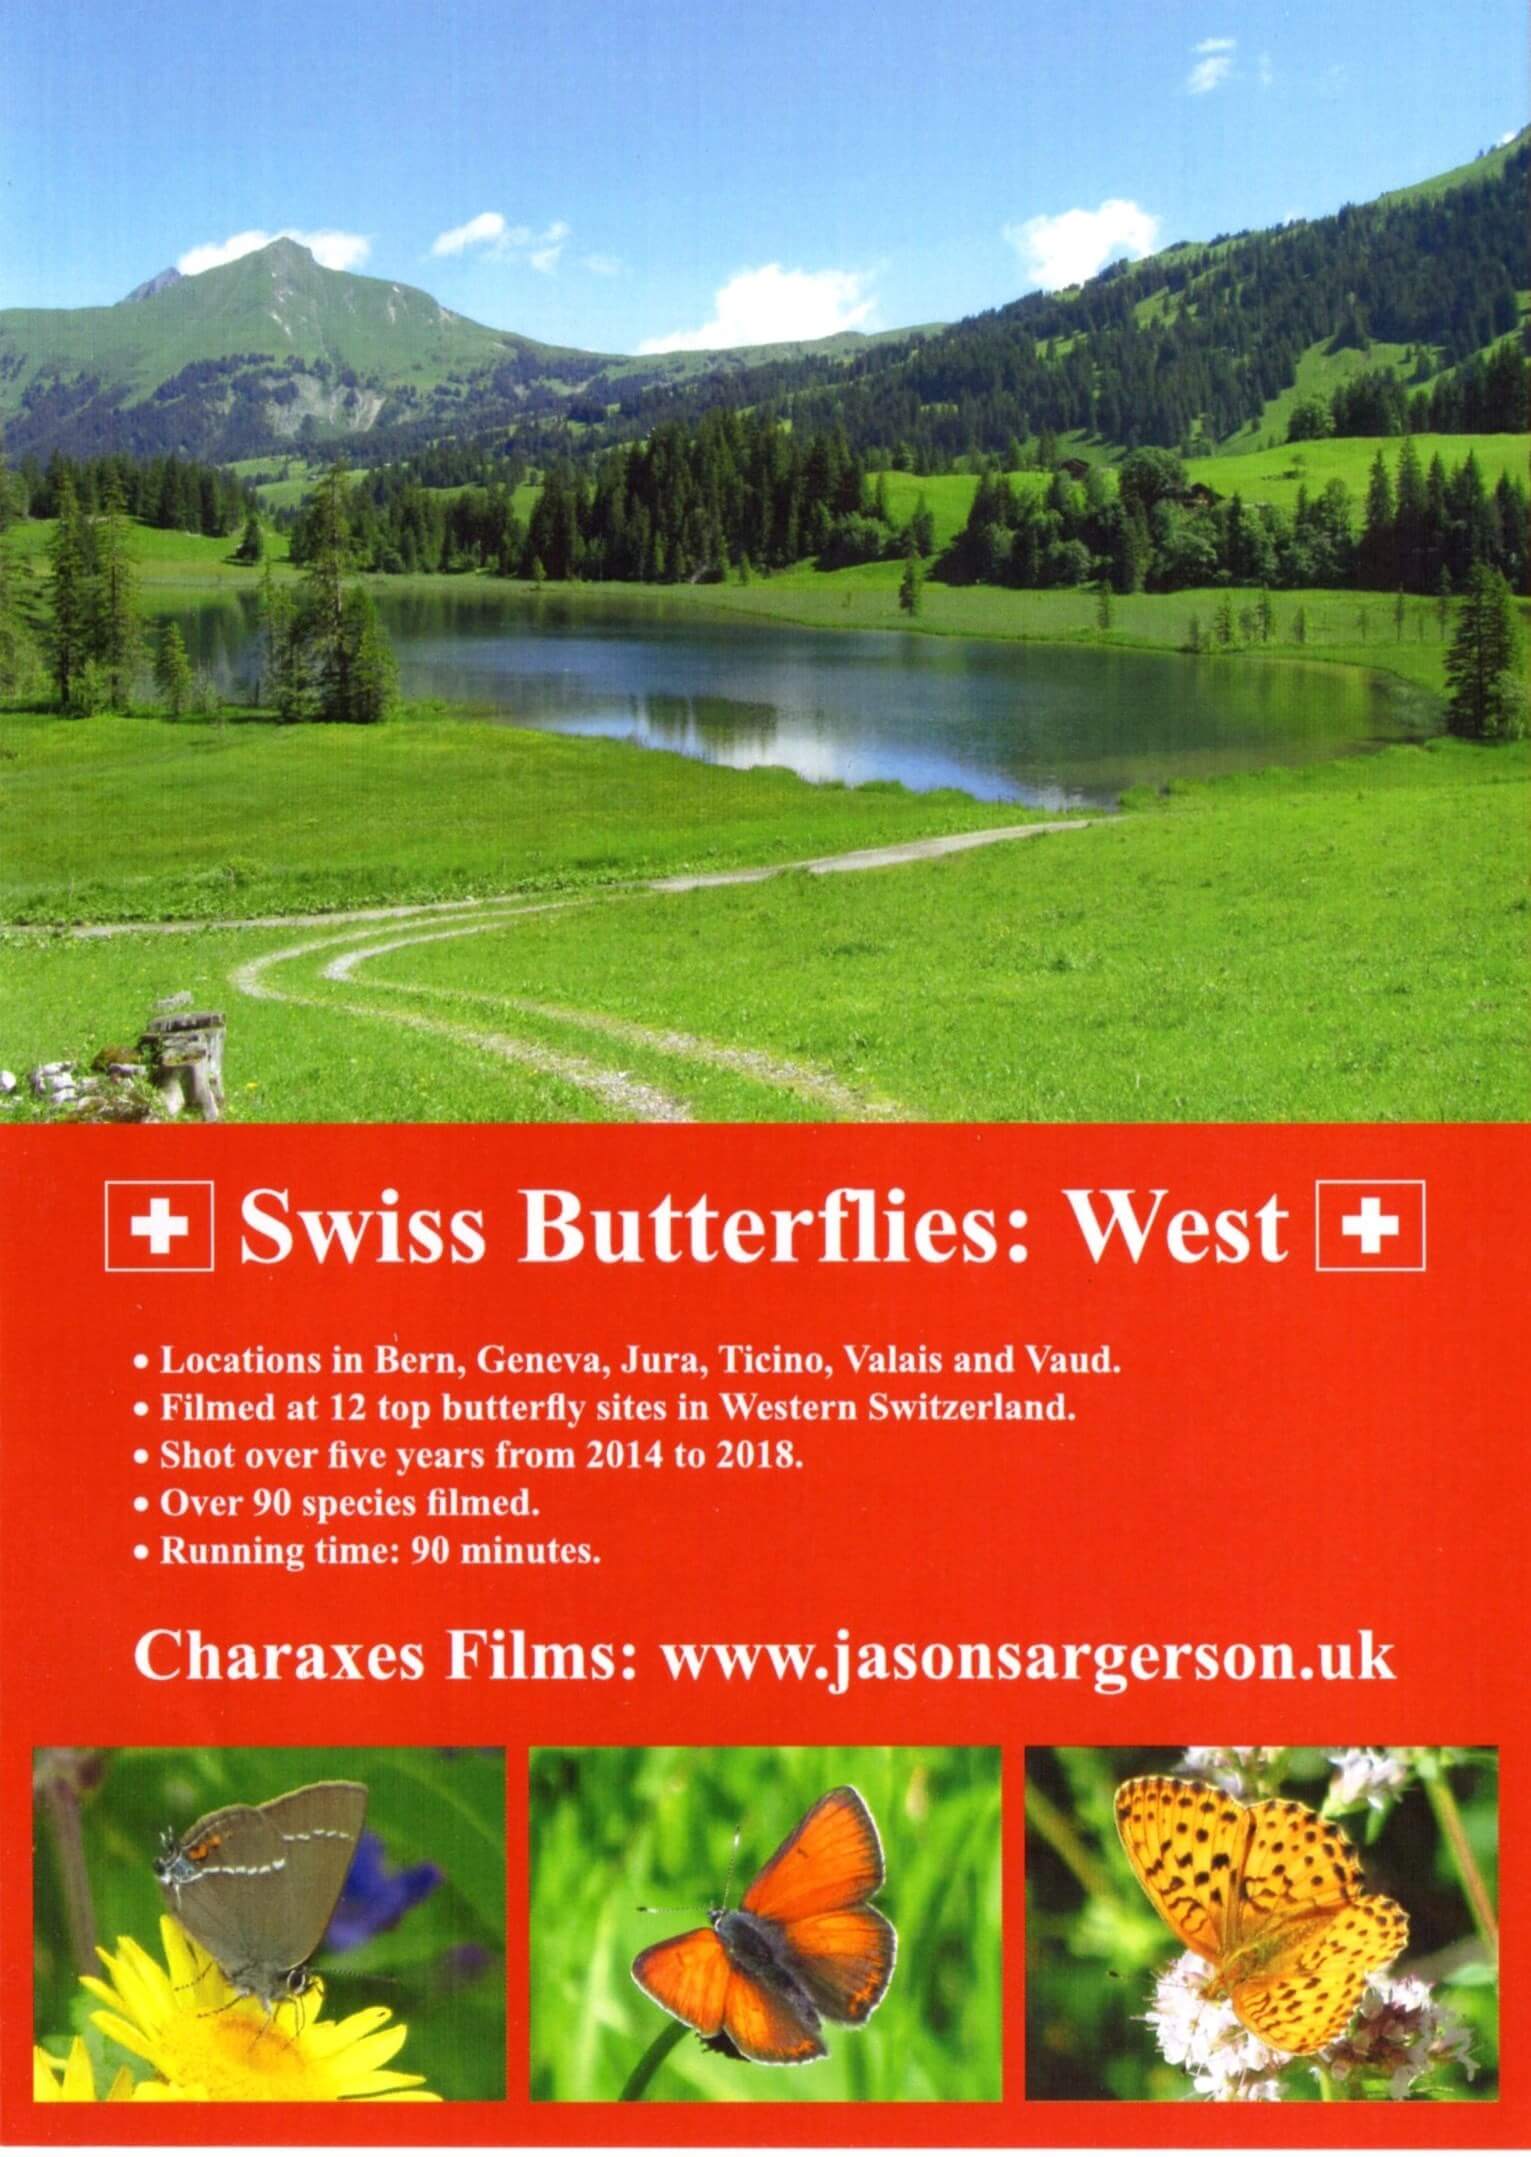 Swiss Butterflies: West
• Locations in Bern, Geneva, Jura, Ticino, Valais and Vaud.
• Filmed at 12 top butterfly sites in Western Switzerland.
• Shot over five years from 2014 to 2018.
• Over 90 species filmed.
• Running time: 90 minutes.
Charaxes Films: www.jasonsargerson.uk